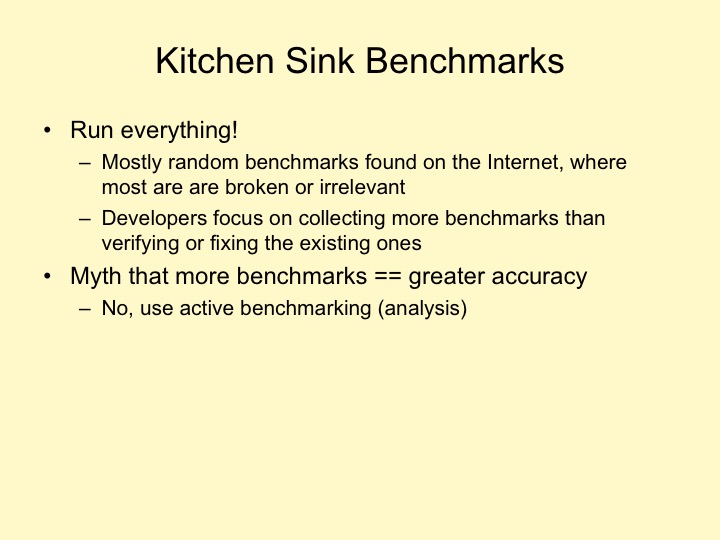 Kitchen Sink Benchmarks
• Run everything!
– Mostly random benchmarks found on the Internet, where
most are are broken or irrelevant
– Developers focus on collecting more benchmarks than
verifying or fixing the existing ones
• Myth that more benchmarks == greater accuracy
– No, use active benchmarking (analysis)